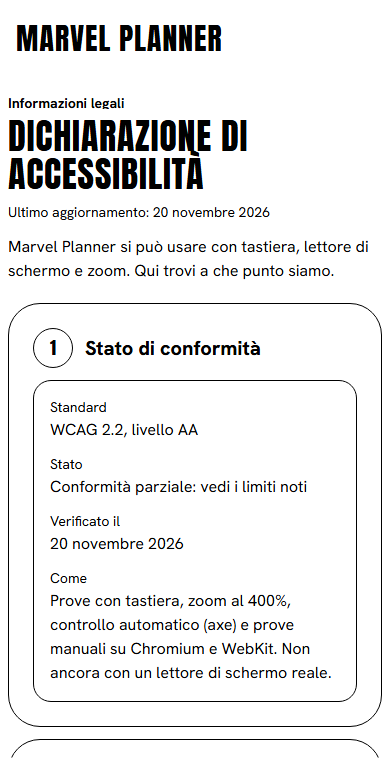 MARVEL PLANNER
Informazioni legali
DICHIARAZIONE DI
ACCESSIBILITÀ
Ultimo aggiornamento: 20 novembre 2026
Marvel Planner si può usare con tastiera, lettore di
schermo e zoom. Qui trovi a che punto siamo.
1 Stato di conformità
Standard
WCAG 2.2, livello AA
Stato
Conformità parziale: vedi i limiti noti
Verificato il
20 novembre 2026
Come
Prove con tastiera, zoom al 400%,
controllo automatico (axe) e prove
manuali su Chromium e WebKit. Non
ancora con un lettore di schermo reale.